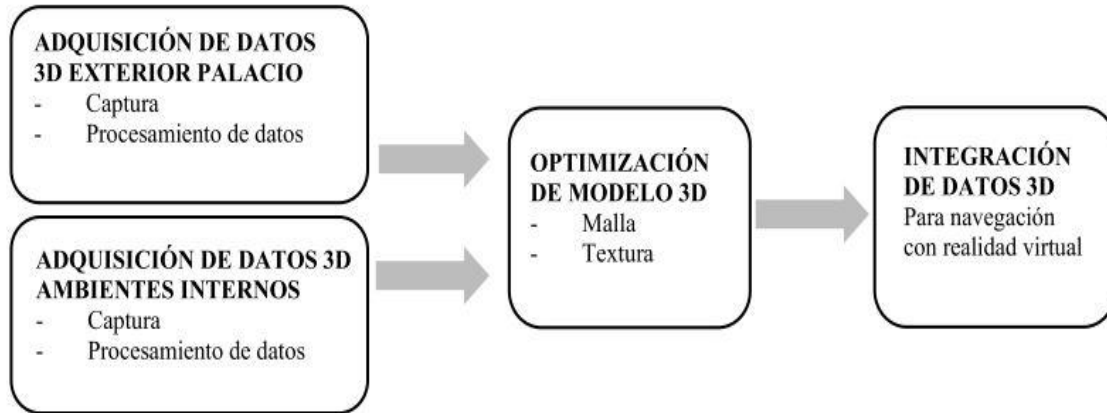 ADQUISICIÓN DE DATOS
3D EXTERIOR PALACIO
- Captura
- Procesamiento de datos
ADQUISICIÓN DE DATOS 3D
AMBIENTES INTERNOS
- Captura
- Procesamiento de datos
OPTIMIZACIÓN
DE MODELO 3D
- Malla
- Textura
INTEGRACIÓN
DE DATOS 3D
Para navegación
con realidad virtual